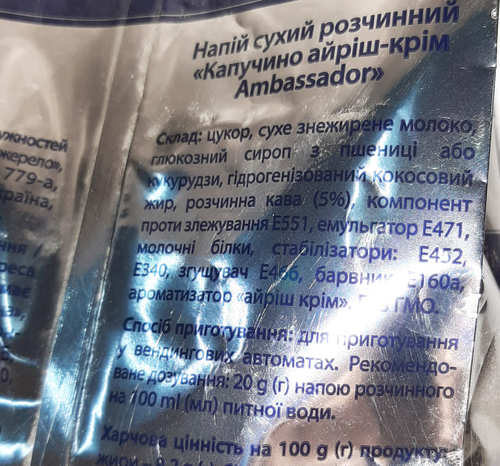 Напій сухий розчинний
«Капучино айріш-крім
Ambassador»
Склад: цукор, сухе знежирене молоко,
глюкозний сироп з пшениці або
кукурудзи, гідрогенізований кокосовий
жир, розчинна кава (5%), компонент
проти злежування Е551, емульгатор Е471,
молочні білки, стабілізатори: Е452,
Е340, згущувач Е466, барвник Е160а,
ароматизатор «айріш крім». Без ГМО.
Спосіб приготування: для приготування
у вендингових автоматах. Рекомендо-
ване дозування: 20 g (г) напою розчинного
на 100 ml (мл) питної води.
Харчова цінність на 100 g (г) продукту:
жири
779-а,